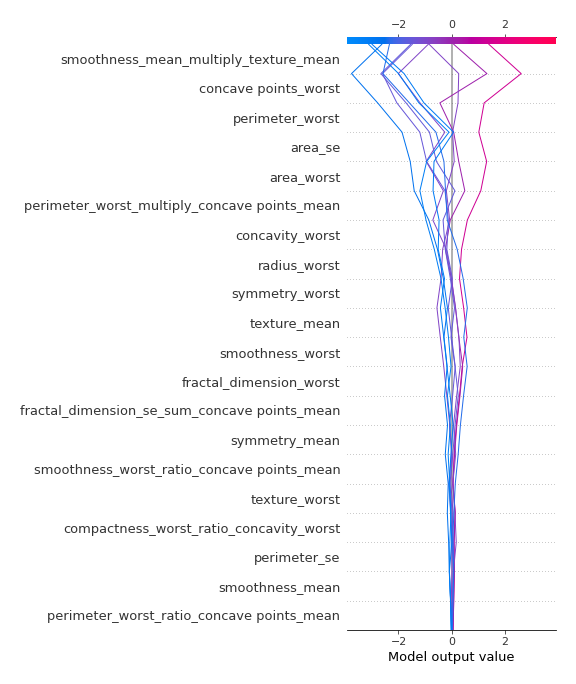 −2 0 2
smoothness_mean_multiply_texture_mean
concave points_worst
perimeter_worst
area_se
area_worst
perimeter_worst_multiply_concave points_mean
concavity_worst
radius_worst
symmetry_worst
texture_mean
smoothness_worst
fractal_dimension_worst
fractal_dimension_se_sum_concave points_mean
symmetry_mean
smoothness_worst_ratio_concave points_mean
texture_worst
compactness_worst_ratio_concavity_worst
perimeter_se
smoothness_mean
perimeter_worst_ratio_concave points_mean
−2 0 2
Model output value